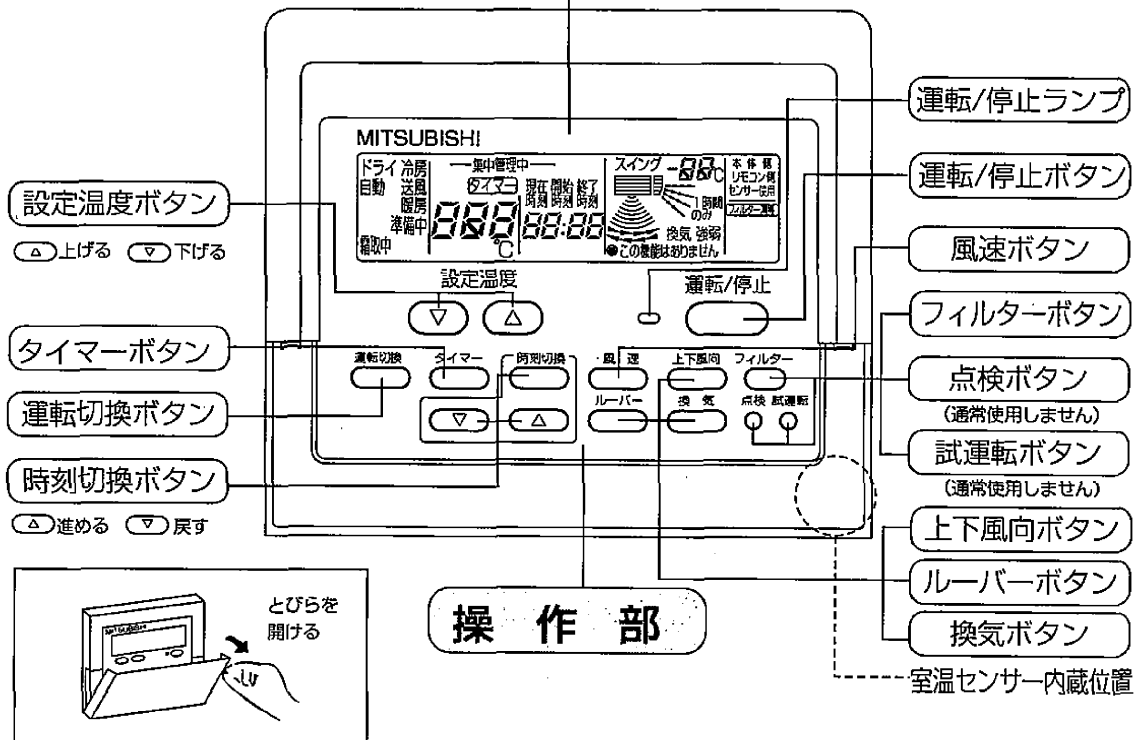 MITSUBISHI
ドライ 冷房
自動 送風
暖房
準備中
霜取中
集中管理中
タイマー
現在時刻 開始時刻 終了時刻
888 88:88
℃
スイング
-88℃
1時間のみ
換気 強弱
●この機能はありません
本体側
リモコン側
センサー使用
フィルター清掃
設定温度
▽ △
運転/停止
運転切換
タイマー
時刻切換
・風 速
上下風向
フィルター
▽ △
ルーバー
換 気
点検 試運転
設定温度ボタン
△上げる ▽下げる
タイマーボタン
運転切換ボタン
時刻切換ボタン
△進める ▽戻す
運転/停止ランプ
運転/停止ボタン
風速ボタン
フィルターボタン
点検ボタン
(通常使用しません)
試運転ボタン
(通常使用しません)
上下風向ボタン
ルーバーボタン
換気ボタン
室温センサー内蔵位置
操 作 部
MITSUBISHI
とびらを
開ける